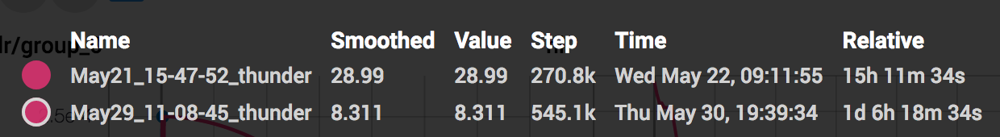 Name Smoothed Value Step Time Relative
lr/group_
May21_15-47-52_thunder 28.99 28.99 270.8k Wed May 22, 09:11:55 15h 11m 34s
May29_11-08-45_thunder 8.311 8.311 545.1k Thu May 30, 19:39:34 1d 6h 18m 34s